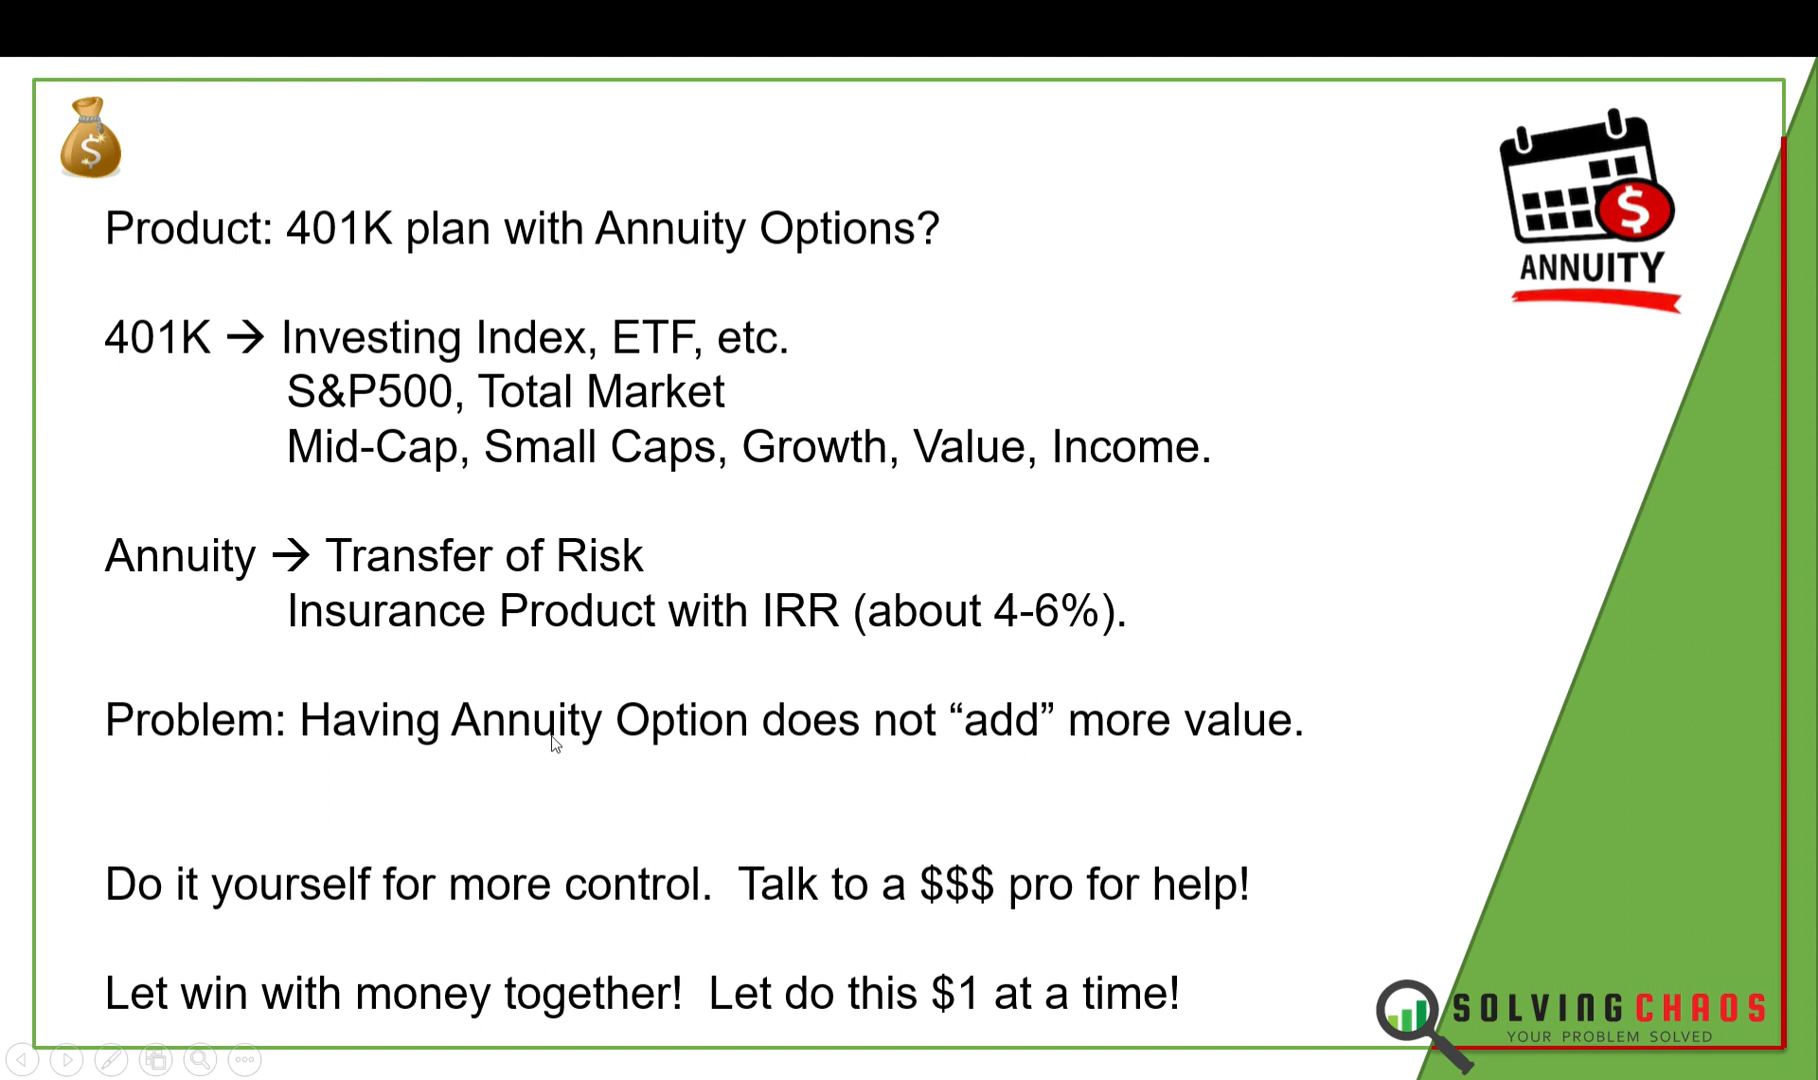 $
$
ANNUITY
Product: 401K plan with Annuity Options?
401K → Investing Index, ETF, etc.
S&P500, Total Market
Mid-Cap, Small Caps, Growth, Value, Income.
Annuity → Transfer of Risk
Insurance Product with IRR (about 4-6%).
Problem: Having Annuity Option does not “add” more value.
Do it yourself for more control.  Talk to a $$$ pro for help!
Let win with money together!  Let do this $1 at a time!
SOLVING CHAOS
YOUR PROBLEM SOLVED